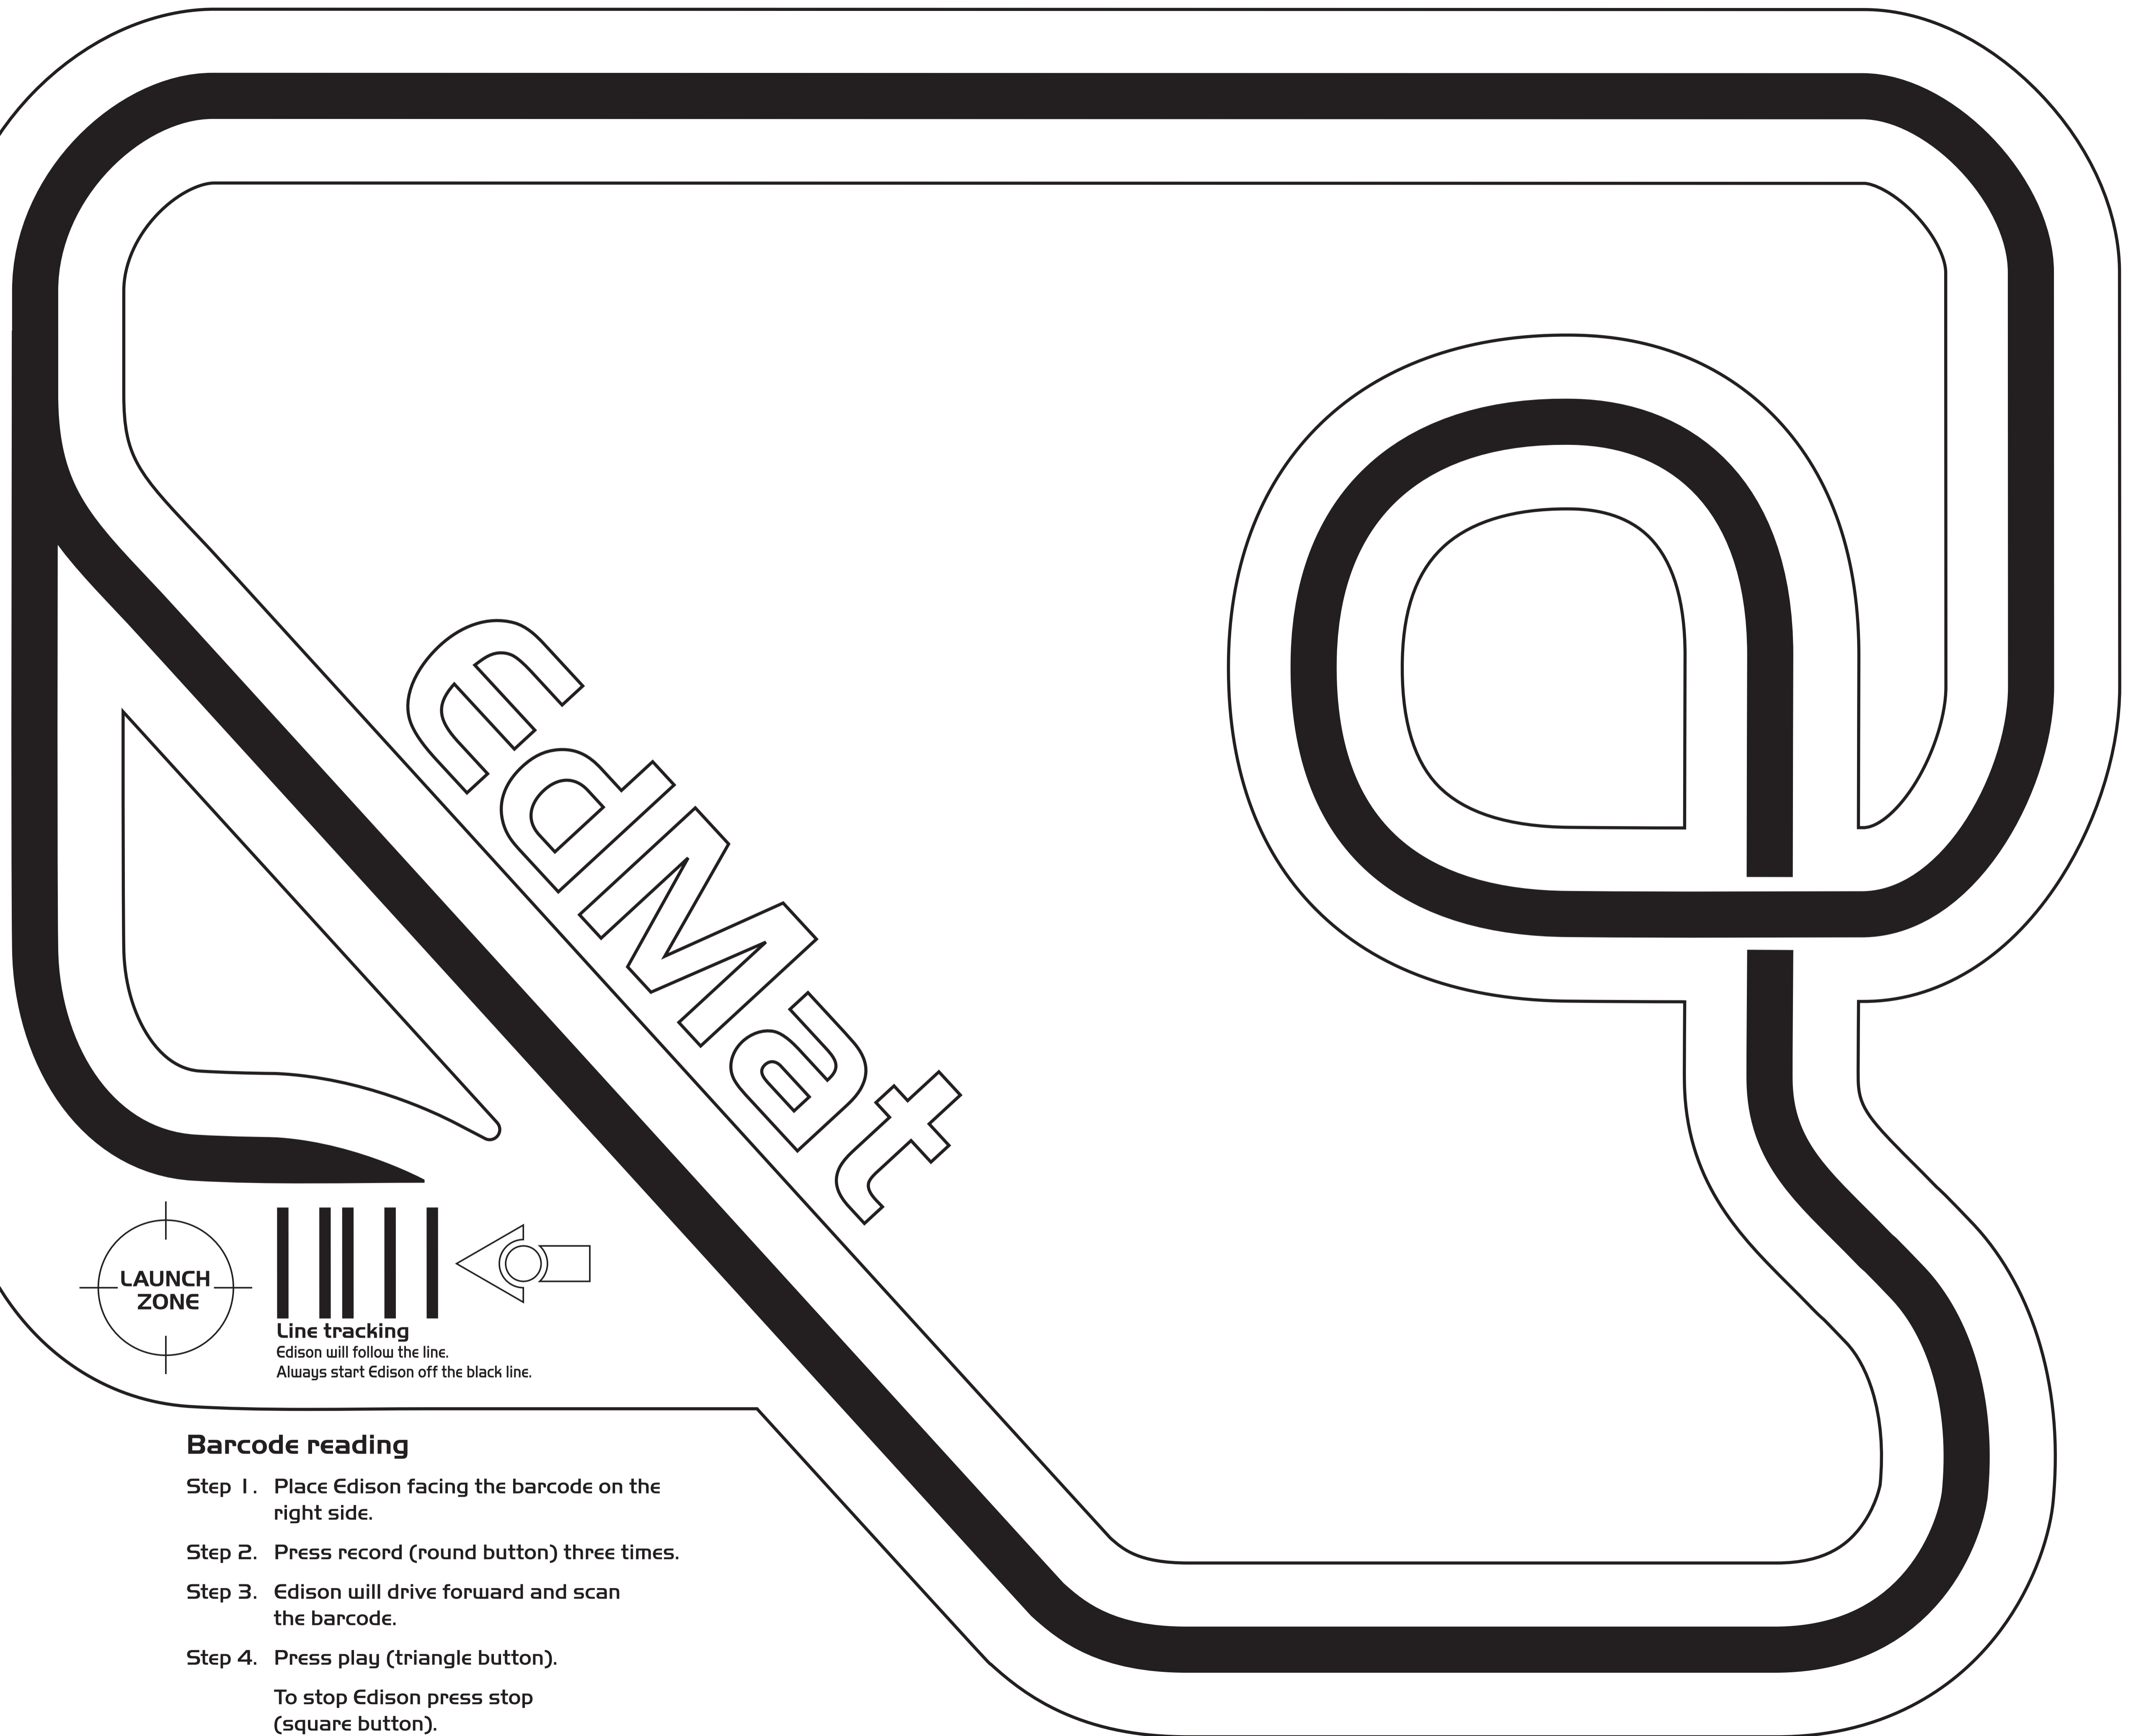 EdMat
LAUNCH
ZONE
Line tracking
Edison will follow the line.
Always start Edison off the black line.
Barcode reading
Step 1. Place Edison facing the barcode on the
right side.
Step 2. Press record (round button) three times.
Step 3. Edison will drive forward and scan
the barcode.
Step 4. Press play (triangle button).
To stop Edison press stop
(square button).